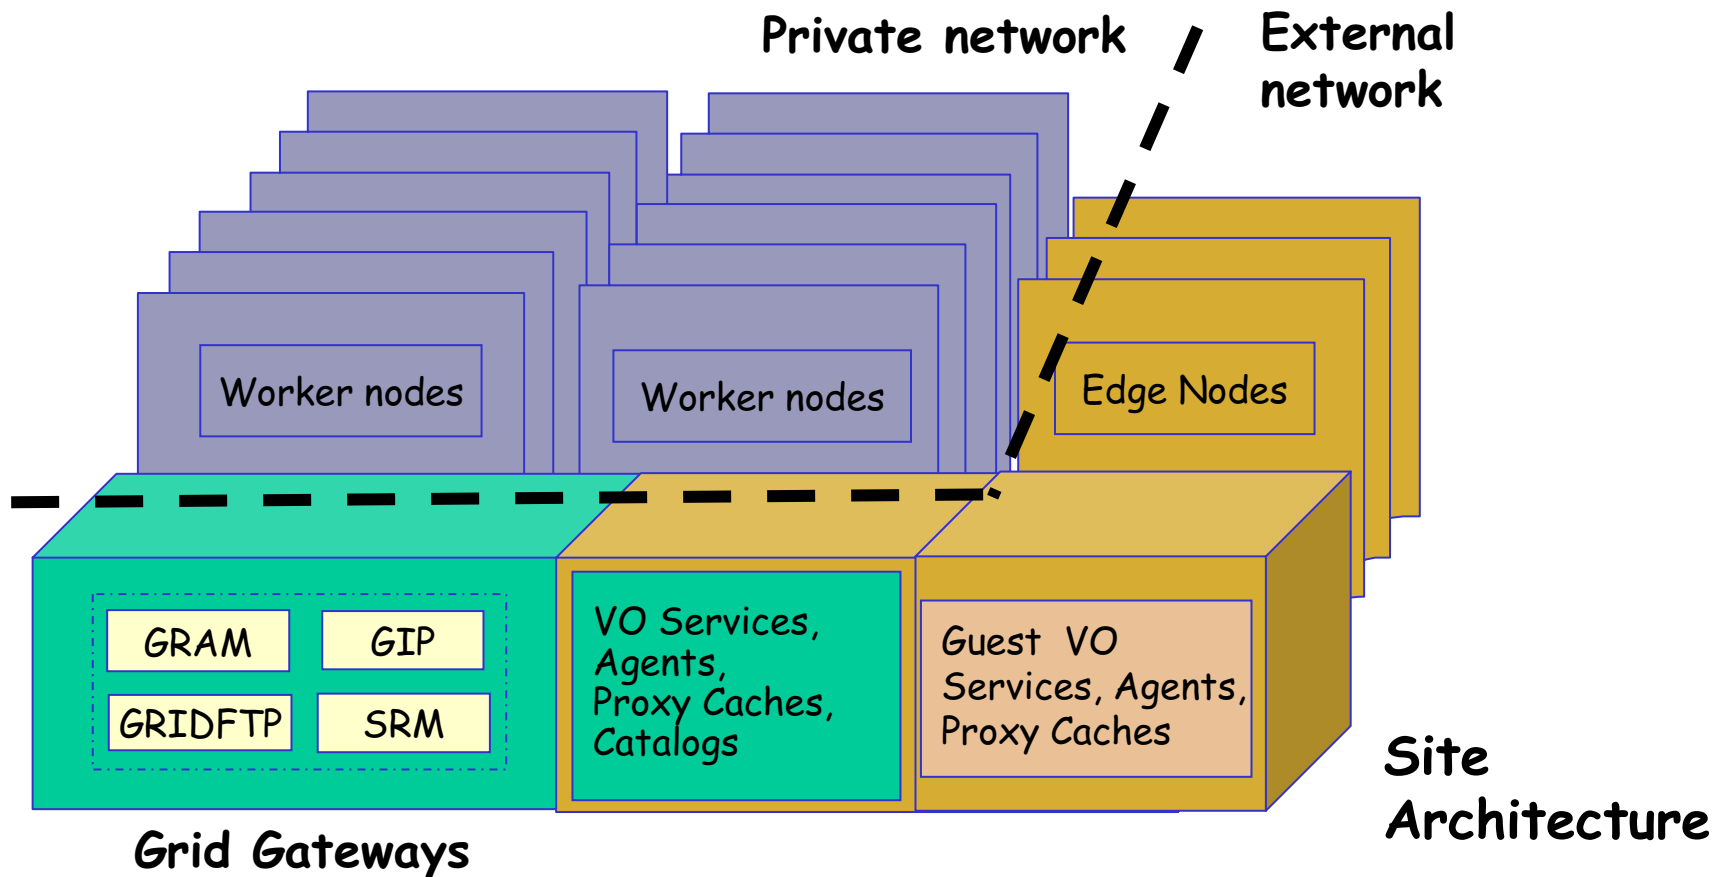 Private network
External
network
Worker nodes
Worker nodes
Edge Nodes
GRAM
GIP
GRIDFTP
SRM
VO Services,
Agents,
Proxy Caches,
Catalogs
Guest VO
Services, Agents,
Proxy Caches
Site
Architecture
Grid Gateways